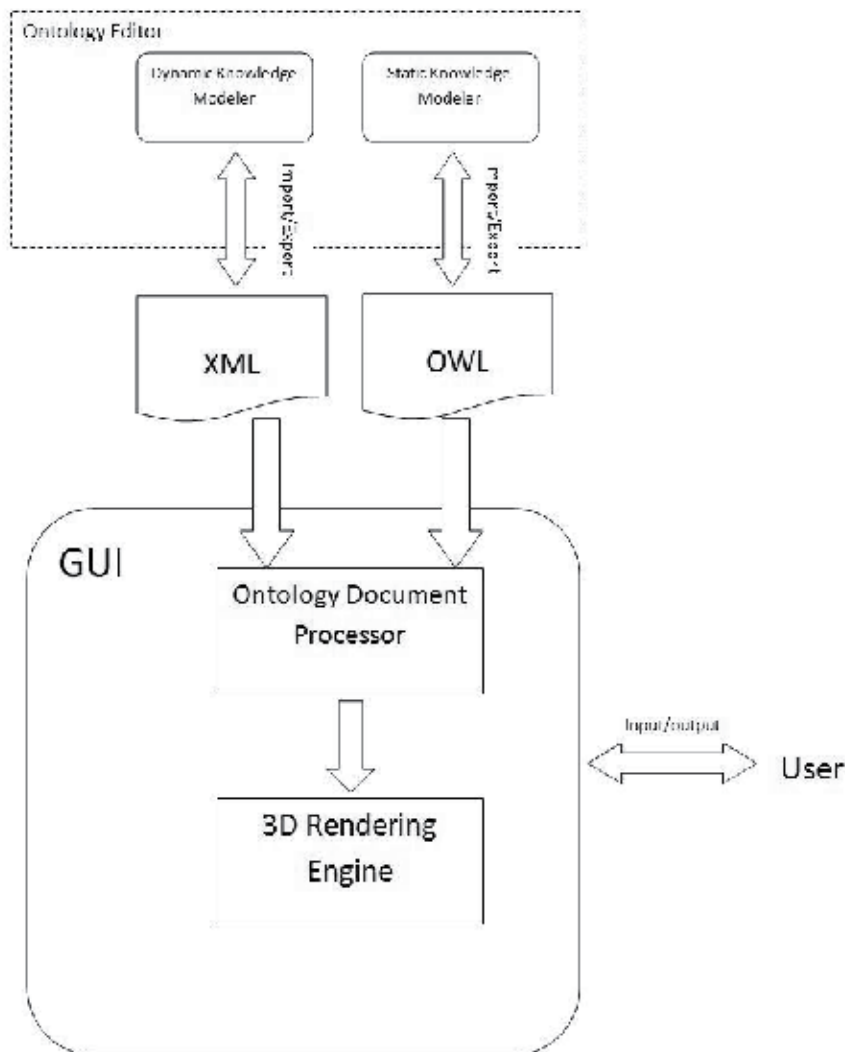 Ontology Editor
Dynamic Knowledge
Modeler
Static Knowledge
Modeler
Import/Export
mport/Export
XML
OWL
GUI
Ontology Document
Processor
3D Rendering
Engine
Input/output
User